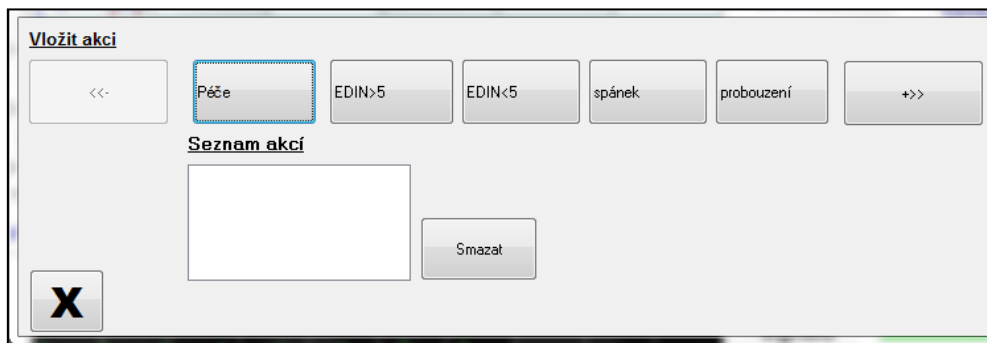 Vložit akci
<<- Péče EDIN>5 EDIN<5 spánek probouzení +>>
Seznam akcí
Smazat
X